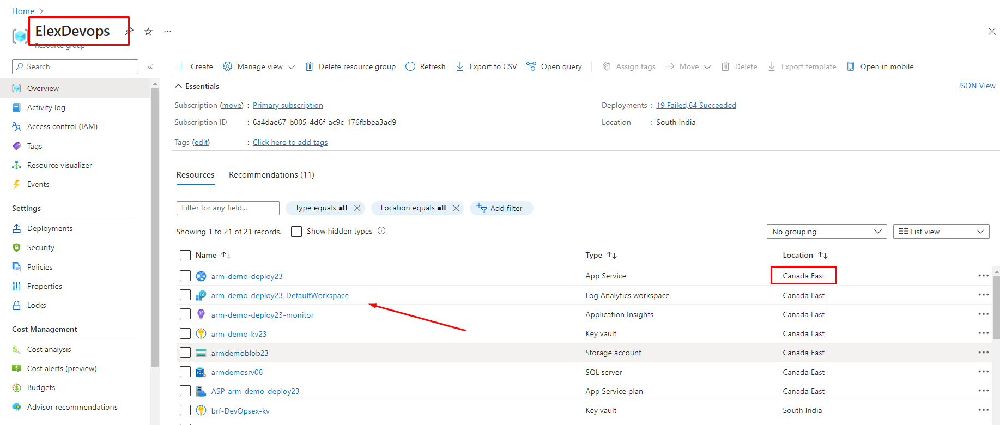 Home
ElexDevops
Resource group
Search
Create Manage view Delete resource group Refresh Export to CSV Open query Assign tags Move Delete Export template Open in mobile
Overview
Activity log
Access control (IAM)
Tags
Resource visualizer
Events
Settings
Deployments
Security
Policies
Properties
Locks
Cost Management
Cost analysis
Cost alerts (preview)
Budgets
Advisor recommendations
Essentials JSON View
Subscription (move) : Primary subscription Deployments : 19 Failed,64 Succeeded
Subscription ID : 6a4dae67-b005-4d6f-ac9c-176fbbea3ad9 Location : South India
Tags (edit) : Click here to add tags
Resources Recommendations (11)
Filter for any field... Type equals all Location equals all Add filter
Showing 1 to 21 of 21 records. Show hidden types No grouping List view
Name Type Location
arm-demo-deploy23 App Service Canada East
arm-demo-deploy23-DefaultWorkspace Log Analytics workspace Canada East
arm-demo-deploy23-monitor Application Insights Canada East
arm-demo-kv23 Key vault Canada East
armdemoblob23 Storage account Canada East
armdemosrv06 SQL server Canada East
ASP-arm-demo-deploy23 App Service plan Canada East
brf-DevOpsex-kv Key vault South India